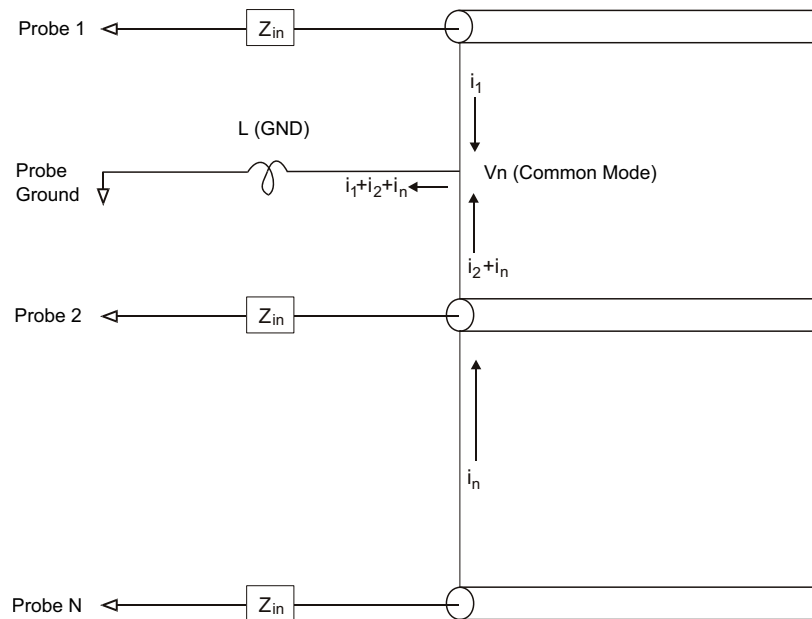 Probe 1
Zin
i1
L (GND)
Probe
Ground
i1+i2+in
Vn (Common Mode)
i2+in
Probe 2
Zin
in
Probe N
Zin